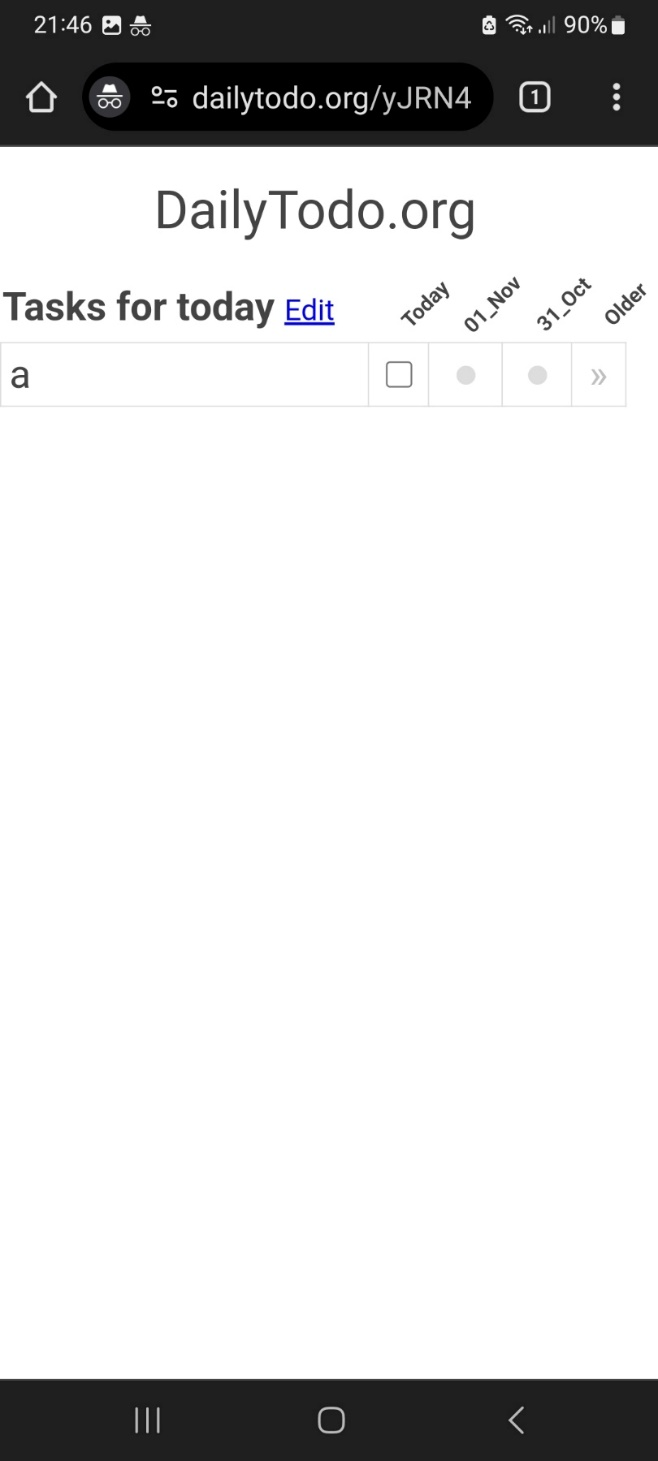 21:46 90%
dailytodo.org/yJRN4
1
DailyTodo.org
Tasks for today Edit Today 01_Nov 31_Oct Older
a »